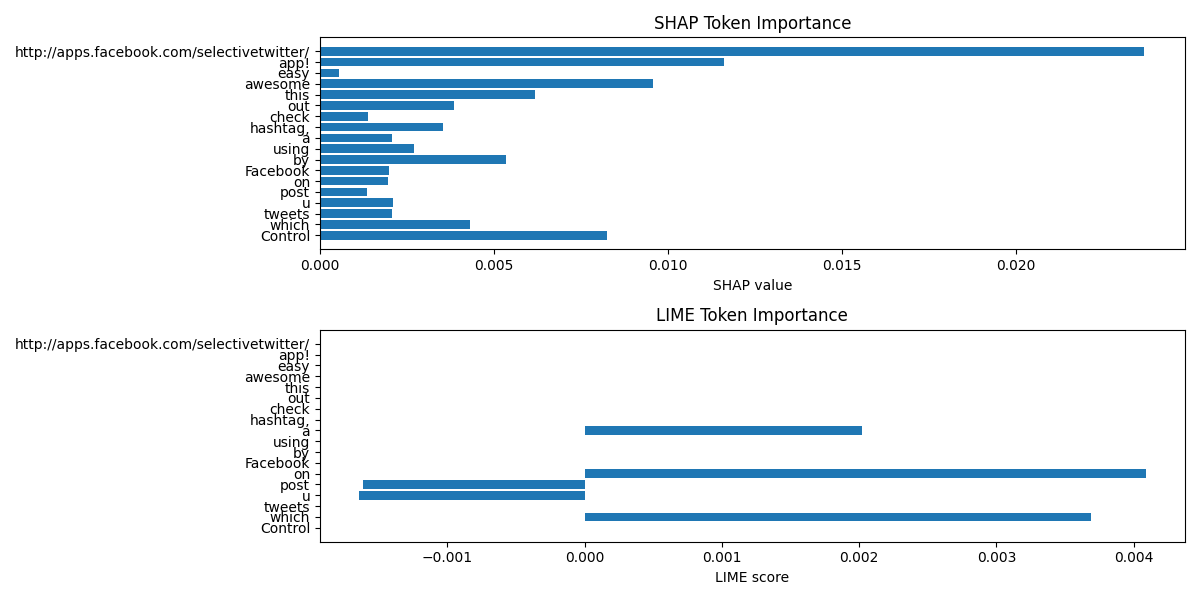 SHAP Token Importance
http://apps.facebook.com/selectivetwitter/
app!
easy
awesome
this
out
check
hashtag,
a
using
by
Facebook
on
post
u
tweets
which
Control
0.000 0.005 0.010 0.015 0.020
SHAP value
LIME Token Importance
http://apps.facebook.com/selectivetwitter/
app!
easy
awesome
this
out
check
hashtag,
a
using
by
Facebook
on
post
u
tweets
which
Control
−0.001 0.000 0.001 0.002 0.003 0.004
LIME score